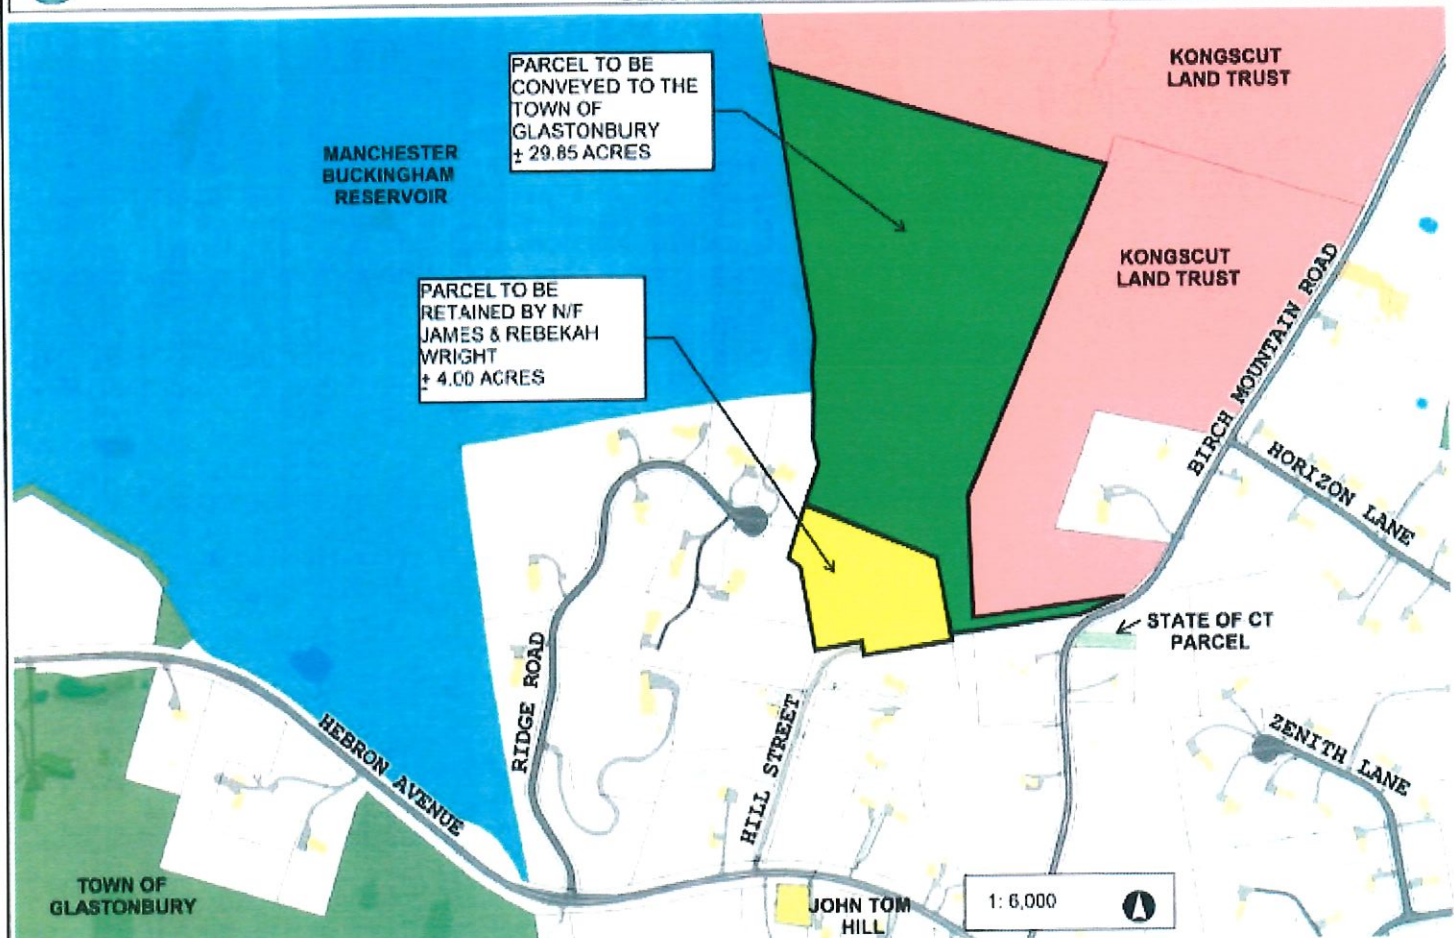 PARCEL TO BE
CONVEYED TO THE
TOWN OF
GLASTONBURY
± 29.85 ACRES
KONGSCUT
LAND TRUST
MANCHESTER
BUCKINGHAM
RESERVOIR
KONGSCUT
LAND TRUST
PARCEL TO BE
RETAINED BY N/F
JAMES & REBEKAH
WRIGHT
± 4.00 ACRES
BIRCH MOUNTAIN ROAD
HORIZON LANE
STATE OF CT
PARCEL
RIDGE ROAD
HILL STREET
HEBRON AVENUE
ZENITH LANE
TOWN OF
GLASTONBURY
JOHN TOM
HILL
1: 6,000